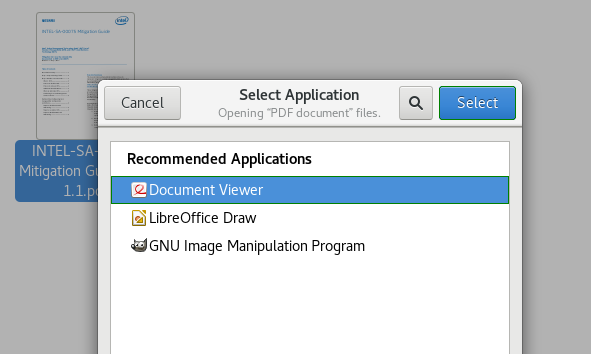 Cancel
Select Application
Opening “PDF document” files.
Select
INTEL-SA-
Mitigation Gu
1.1.p
Recommended Applications
Document Viewer
LibreOffice Draw
GNU Image Manipulation Program